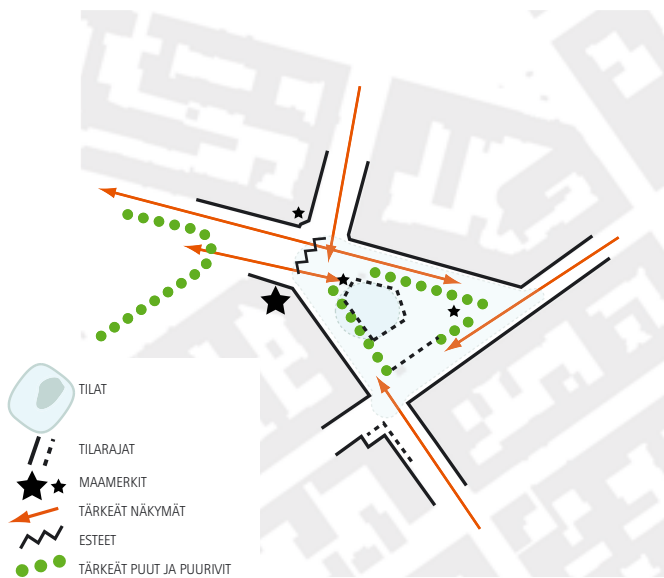 TILAT
TILARAJAT
MAAMERKIT
TÄRKEÄT NÄKYMÄT
ESTEET
TÄRKEÄT PUUT JA PUURIVIT